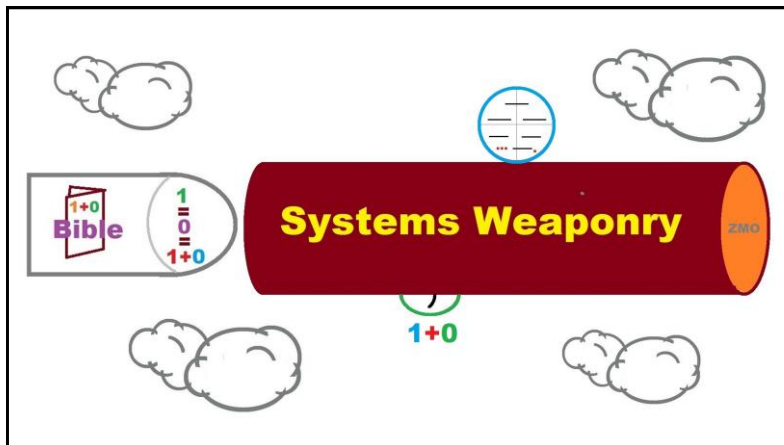 1+0
Bible
1
=
0
=
1+0
Systems Weaponry
ZMO
1+0